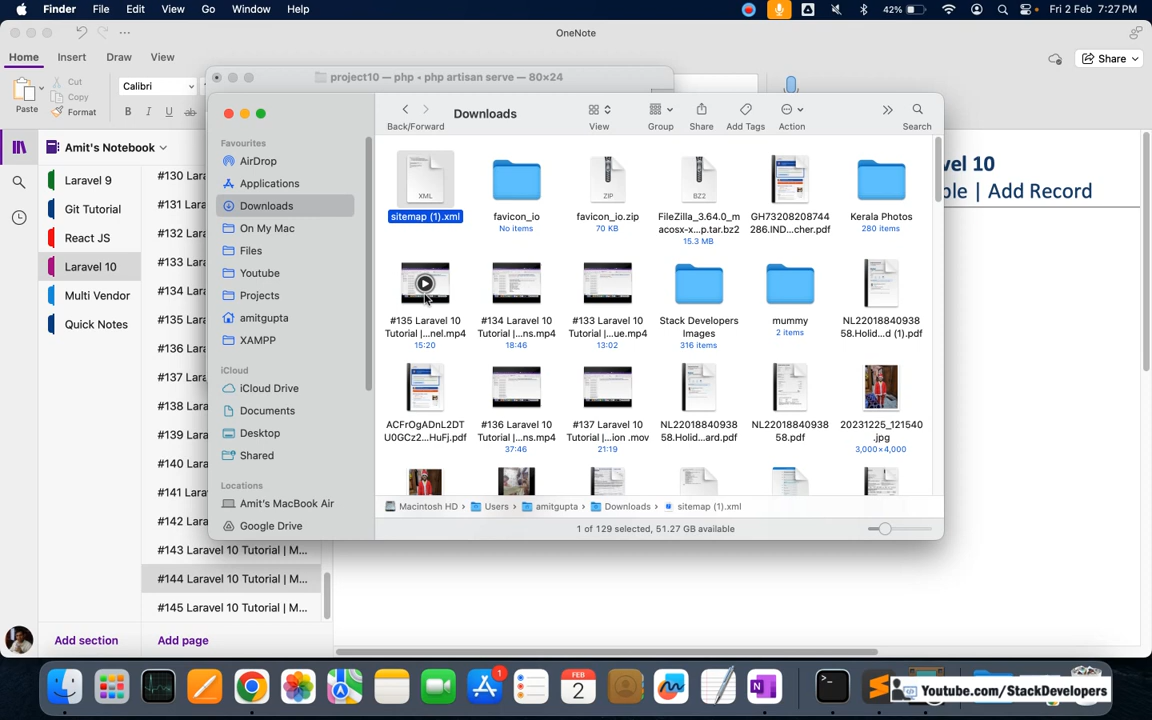 Finder File Edit View Go Window Help
42% Fri 2 Feb 7:27 PM
OneNote
Home Insert Draw View
Share
Cut
Copy
Paste
Format
Calibri
B I U ab
project10 — php • php artisan serve — 80×24
Amit's Notebook
Laravel 9
Git Tutorial
React JS
Laravel 10
Multi Vendor
Quick Notes
Add section
#130 Lara
#131 Lara
#132 Lara
#133 Lara
#134 Lara
#135 Lara
#136 Lara
#137 Lara
#138 Lara
#139 Lara
#140 Lara
#141 Lara
#142 Lara
#143 Laravel 10 Tutorial | M...
#144 Laravel 10 Tutorial | M...
#145 Laravel 10 Tutorial | M...
Add page
vel 10
ble | Add Record
Downloads
Back/Forward
View
Group
Share
Add Tags
Action
Search
Favourites
AirDrop
Applications
Downloads
On My Mac
Files
Youtube
Projects
amitgupta
XAMPP
iCloud
iCloud Drive
Documents
Desktop
Shared
Locations
Amit's MacBook Air
Google Drive
XML
sitemap (1).xml
favicon_io
No items
ZIP
favicon_io.zip
70 KB
BZ2
FileZilla_3.64.0_m
acosx-x...p.tar.bz2
15.3 MB
GH73208208744
286.IND...cher.pdf
Kerala Photos
280 items
#135 Laravel 10
Tutorial |...nel.mp4
15:20
#134 Laravel 10
Tutorial |...ns.mp4
18:46
#133 Laravel 10
Tutorial |...ue.mp4
13:02
Stack Developers
Images
316 items
mummy
2 items
NL22018840938
58.Holid...d (1).pdf
ACFrOgADnL2DT
U0GCz2...HuFj.pdf
#136 Laravel 10
Tutorial |...ns.mp4
37:46
#137 Laravel 10
Tutorial |...ion .mov
21:19
NL22018840938
58.Holid...ard.pdf
NL22018840938
58.pdf
20231225_121540
.jpg
3,000×4,000
Macintosh HD › Users › amitgupta › Downloads › sitemap (1).xml
1 of 129 selected, 51.27 GB available
1
FEB
2
Youtube.com/StackDevelopers